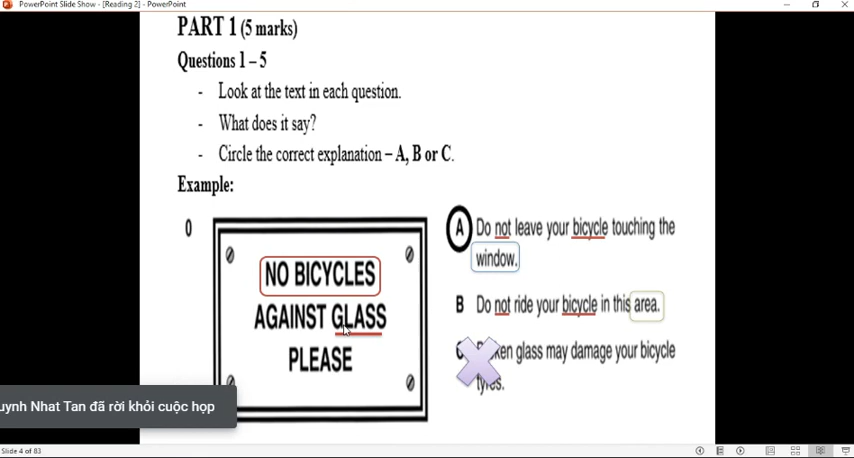 PowerPoint Slide Show - [Reading 2] - PowerPoint
PART 1 (5 marks)
Questions 1 – 5
- Look at the text in each question.
- What does it say?
- Circle the correct explanation – A, B or C.
Example:
0
NO BICYCLES
AGAINST GLASS
PLEASE
A Do not leave your bicycle touching the
window.
B Do not ride your bicycle in this area.
glass may damage your bicycle
tyres.
Nhat Tan đã rời khỏi cuộc họp
Slide 4 of 83